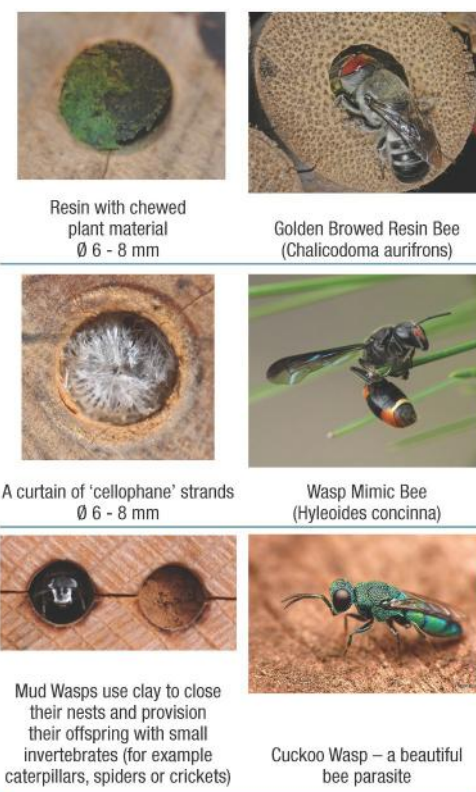 Resin with chewed
plant material
Ø 6 - 8 mm
Golden Browed Resin Bee
(Chalicodoma aurifrons)
A curtain of ‘cellophane’ strands
Ø 6 - 8 mm
Wasp Mimic Bee
(Hyleoides concinna)
Mud Wasps use clay to close
their nests and provision
their offspring with small
invertebrates (for example
caterpillars, spiders or crickets)
Cuckoo Wasp – a beautiful
bee parasite